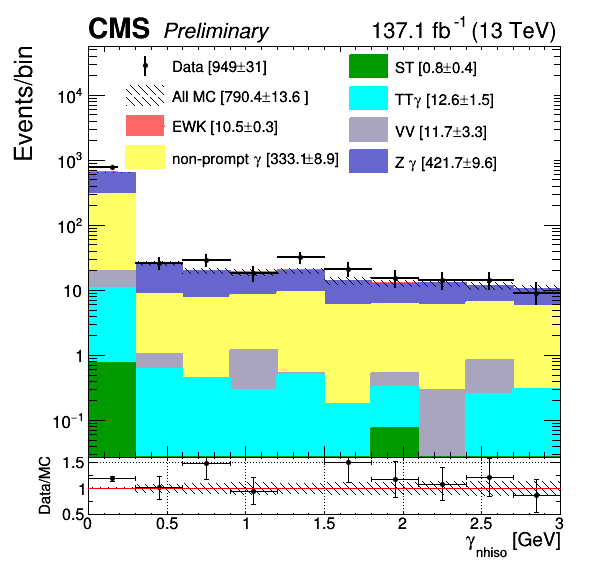 CMS Preliminary 137.1 fb⁻¹ (13 TeV)
Events/bin
Data [949±31]
All MC [790.4±13.6 ]
EWK [10.5±0.3]
non-prompt γ [333.1±8.9]
ST [0.8±0.4]
TTγ [12.6±1.5]
VV [11.7±3.3]
Z γ [421.7±9.6]
10⁴
10³
10²
10
1
10⁻¹
Data/MC
1.5
1
0.5
0 0.5 1 1.5 2 2.5 3
γnhiso [GeV]